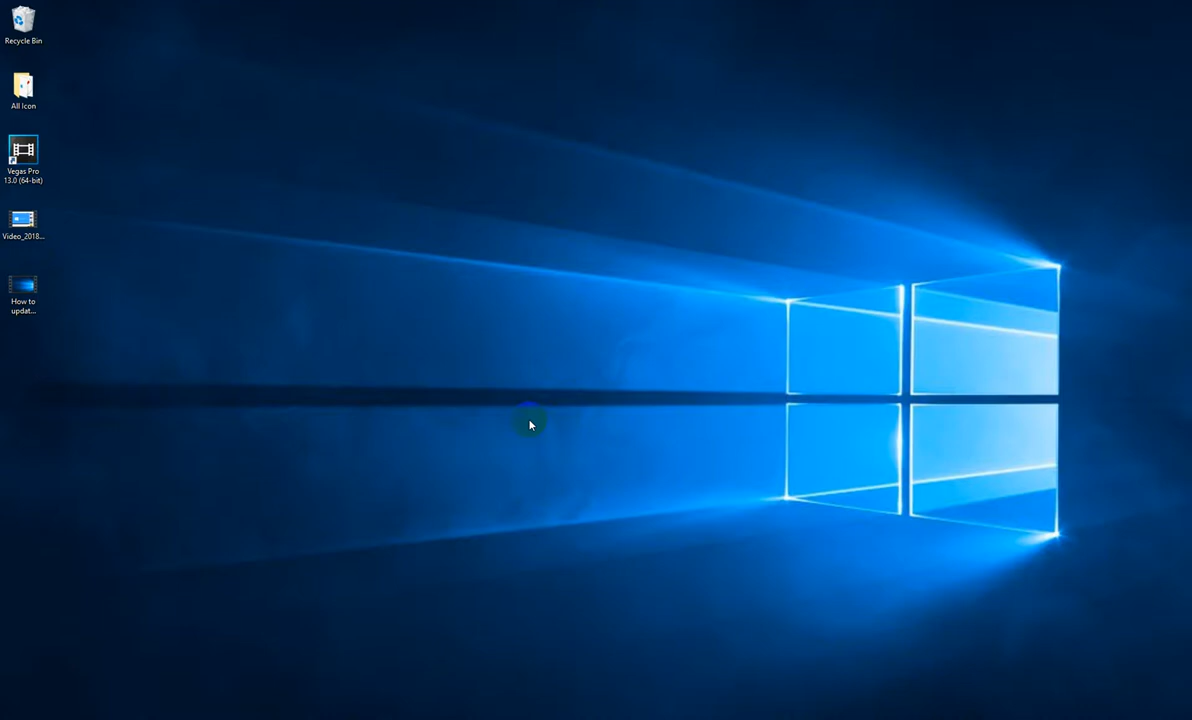 Recycle Bin
All Icon
Vegas Pro
13.0 (64-bit)
Video_2018...
How to
updat...